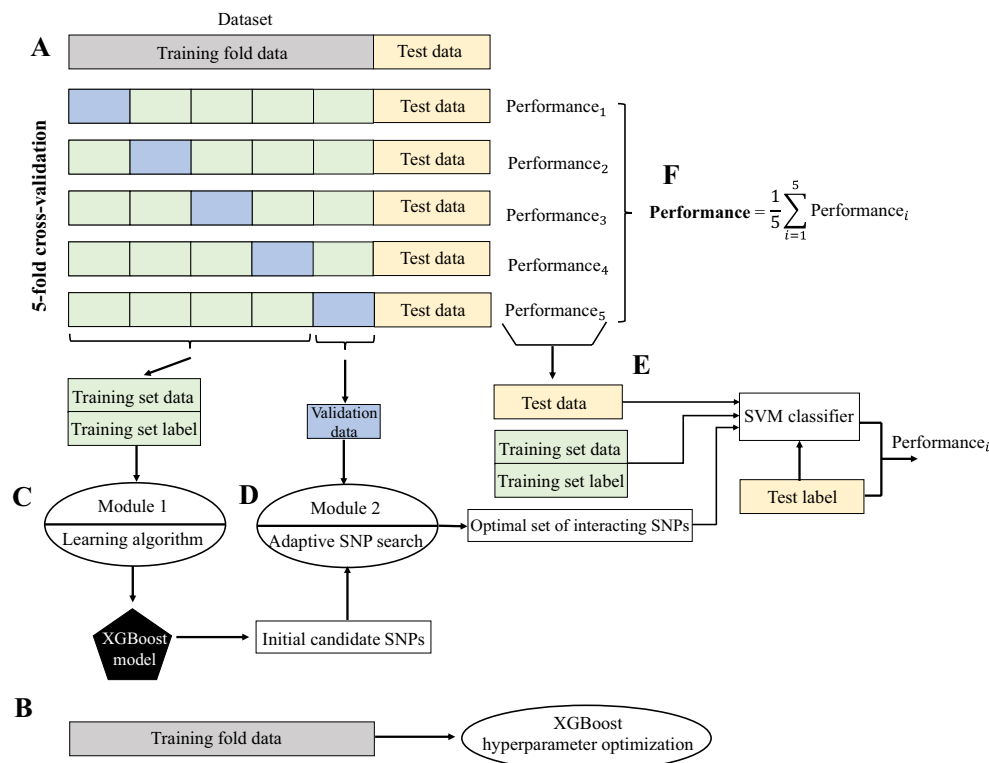 Dataset
A
Training fold data
Test data
5-fold cross-validation
Test data
Performance₁
Test data
Performance₂
Test data
Performance₃
Test data
Performance₄
Test data
Performance₅
F
Performance = 1/5 ∑ᵢ₌₁⁵ Performanceᵢ
Training set data
Training set label
Validation
data
E
Test data
Training set data
Training set label
SVM classifier
Test label
Performanceᵢ
C
Module 1
Learning algorithm
D
Module 2
Adaptive SNP search
Optimal set of interacting SNPs
XGBoost
model
Initial candidate SNPs
B
Training fold data
XGBoost
hyperparameter optimization